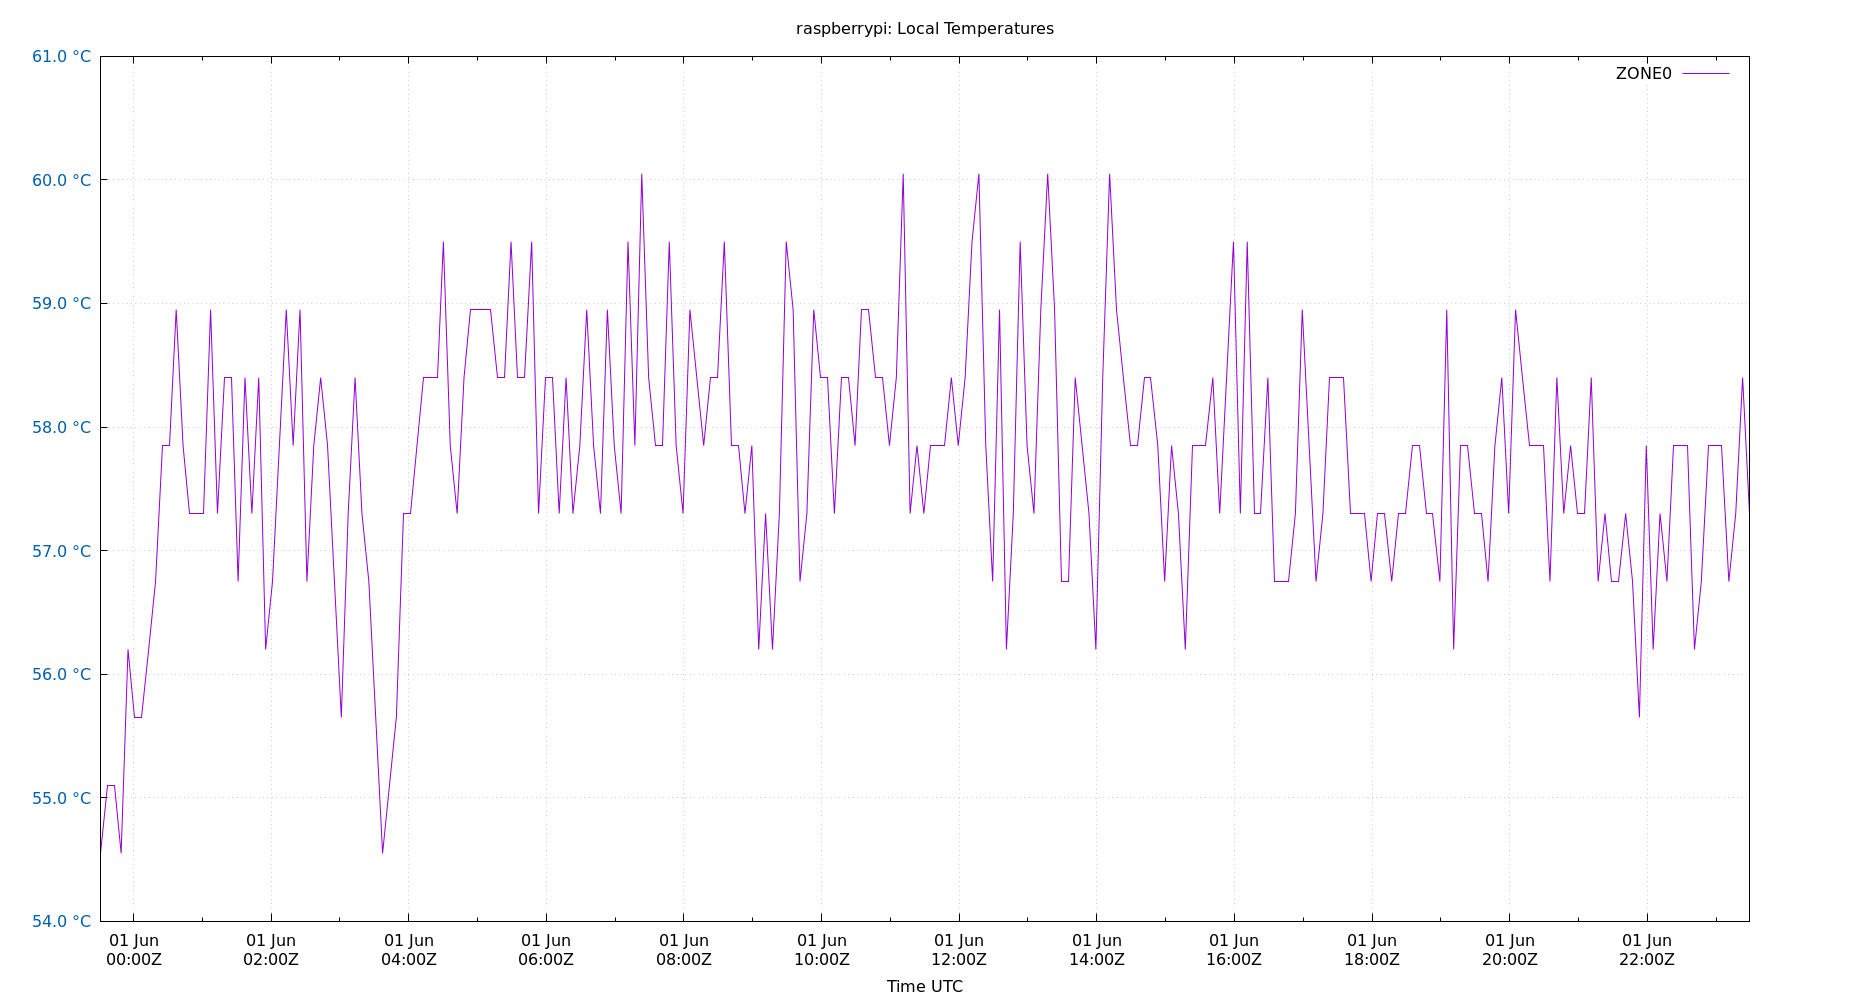 raspberrypi: Local Temperatures
61.0 °C
ZONE0
60.0 °C
59.0 °C
58.0 °C
57.0 °C
56.0 °C
55.0 °C
54.0 °C
01 Jun 01 Jun 01 Jun 01 Jun 01 Jun 01 Jun 01 Jun 01 Jun 01 Jun 01 Jun 01 Jun 01 Jun
00:00Z 02:00Z 04:00Z 06:00Z 08:00Z 10:00Z 12:00Z 14:00Z 16:00Z 18:00Z 20:00Z 22:00Z
Time UTC